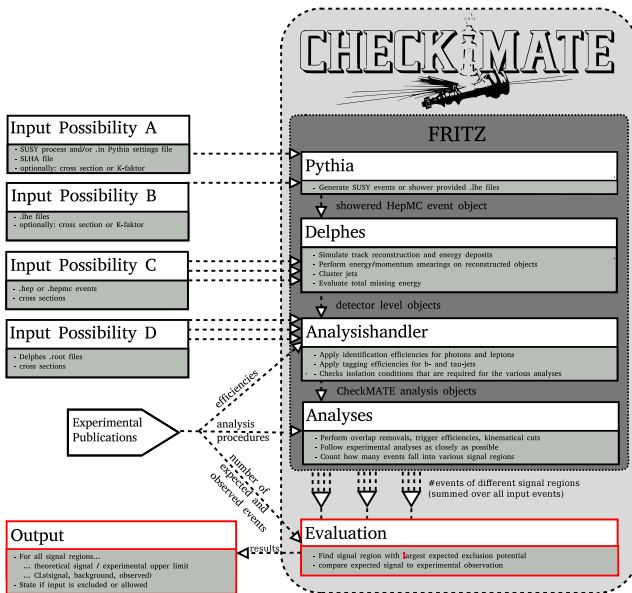 CHECKMATE
FRITZ
Input Possibility A
- SUSY process and/or .in Pythia settings file
- SLHA file
- optionally: cross section or K-faktor
Input Possibility B
- .lhe files
- optionally: cross section or K-faktor
Input Possibility C
- .hep or .hepmc events
- cross sections
Input Possibility D
- Delphes .root files
- cross sections
Experimental
Publications
efficiencies
analysis
procedures
number of
expected and
observed events
Pythia
- Generate SUSY events or shower provided .lhe files
showered HepMC event object
Delphes
- Simulate track reconstruction and energy deposits
- Perform energy/momentum smearings on reconstructed objects
- Cluster jets
- Evaluate total missing energy
detector level objects
Analysishandler
- Apply identification efficiencies for photons and leptons
- Apply tagging efficiencies for b- and tau-jets
- Checks isolation conditions that are required for the various analyses
CheckMATE analysis objects
Analyses
- Perform overlap removals, trigger efficiencies, kinematical cuts
- Follow experimental analyses as closely as possible
- Count how many events fall into various signal regions
#events of different signal regions
(summed over all input events)
Evaluation
- Find signal region with largest expected exclusion potential
- compare expected signal to experimental observation
results
Output
- For all signal regions...
... theoretical signal / experimental upper limit
... CLs(signal, background, observed)
- State if input is excluded or allowed